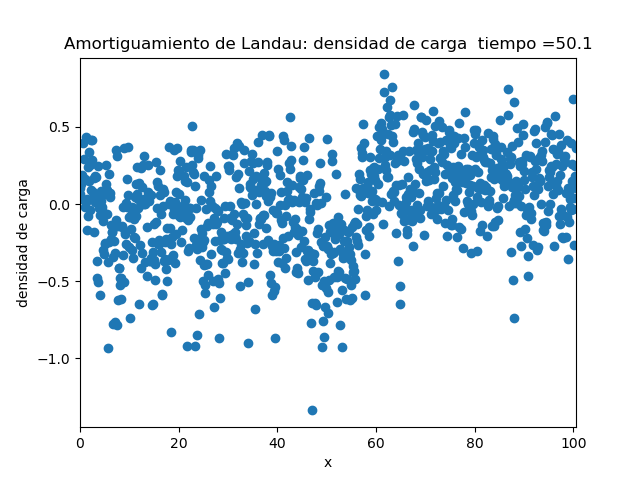 Amortiguamiento de Landau: densidad de carga  tiempo =50.1
densidad de carga
0.5
0.0
−0.5
−1.0
0 20 40 60 80 100
x